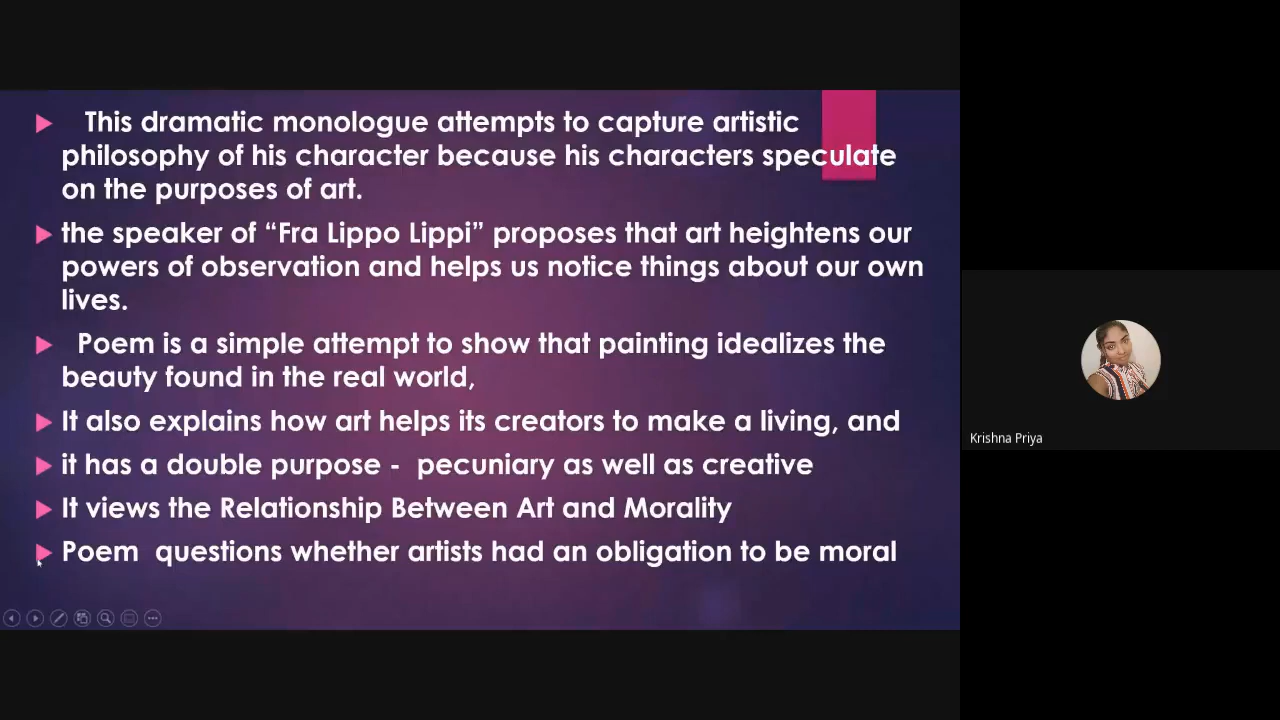 This dramatic monologue attempts to capture artistic
philosophy of his character because his characters speculate
on the purposes of art.
the speaker of “Fra Lippo Lippi” proposes that art heightens our
powers of observation and helps us notice things about our own
lives.
Poem is a simple attempt to show that painting idealizes the
beauty found in the real world,
It also explains how art helps its creators to make a living, and
it has a double purpose - pecuniary as well as creative
It views the Relationship Between Art and Morality
Poem questions whether artists had an obligation to be moral
Krishna Priya